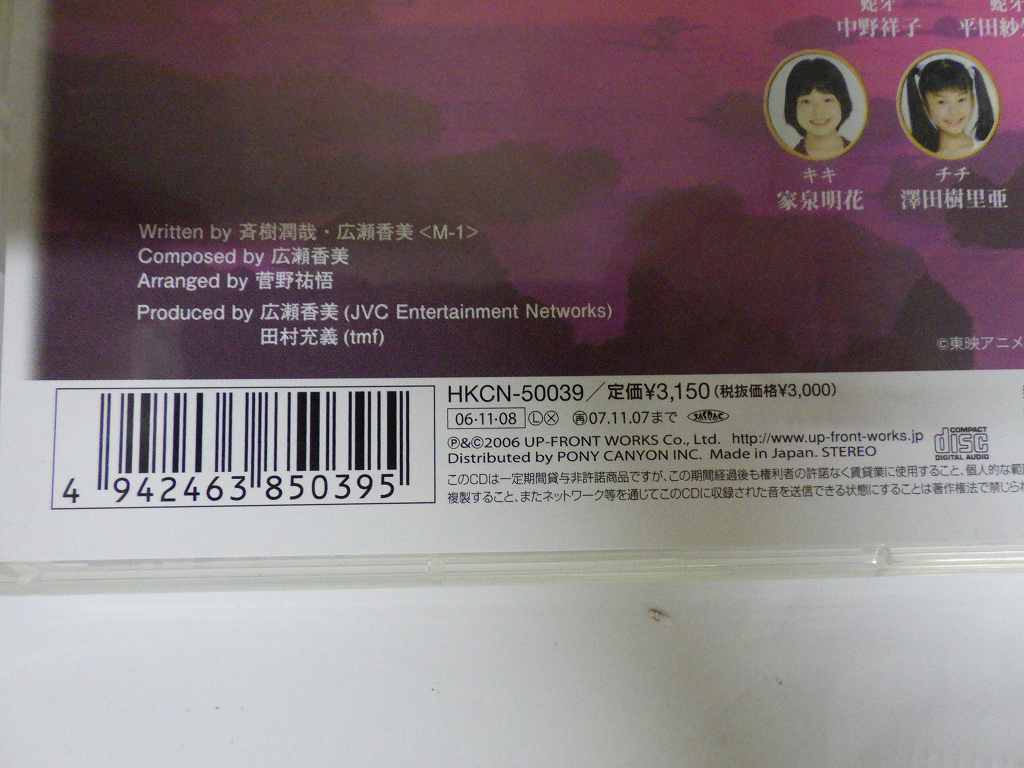 蛇牙 蛇牙
中野祥子 平田紗
キキ チチ
家泉明花 澤田樹里亜
Written by 斉樹潤哉・広瀬香美<M-1>
Composed by 広瀬香美
Arranged by 菅野祐悟
Produced by 広瀬香美 (JVC Entertainment Networks)
田村充義 (tmf)
©東映アニメ
HKCN-50039／定価¥3,150(税抜価格¥3,000)
06・11・08 Ⓛ Ⓧ ㊢07.11.07まで
Ⓟ&©2006 UP-FRONT WORKS Co., Ltd. http://www.up-front-works.jp
Distributed by PONY CANYON INC. Made in Japan. STEREO
COMPACT
disc
DIGITAL AUDIO
このCDは一定期間貸与非許諾商品ですが、この期間経過後も権利者の許諾なく賃貸業に使用すること、個人的な範
複製すること、またネットワーク等を通じてこのCDに収録された音を送信できる状態にすることは著作権法で禁じら
4 942463 850395